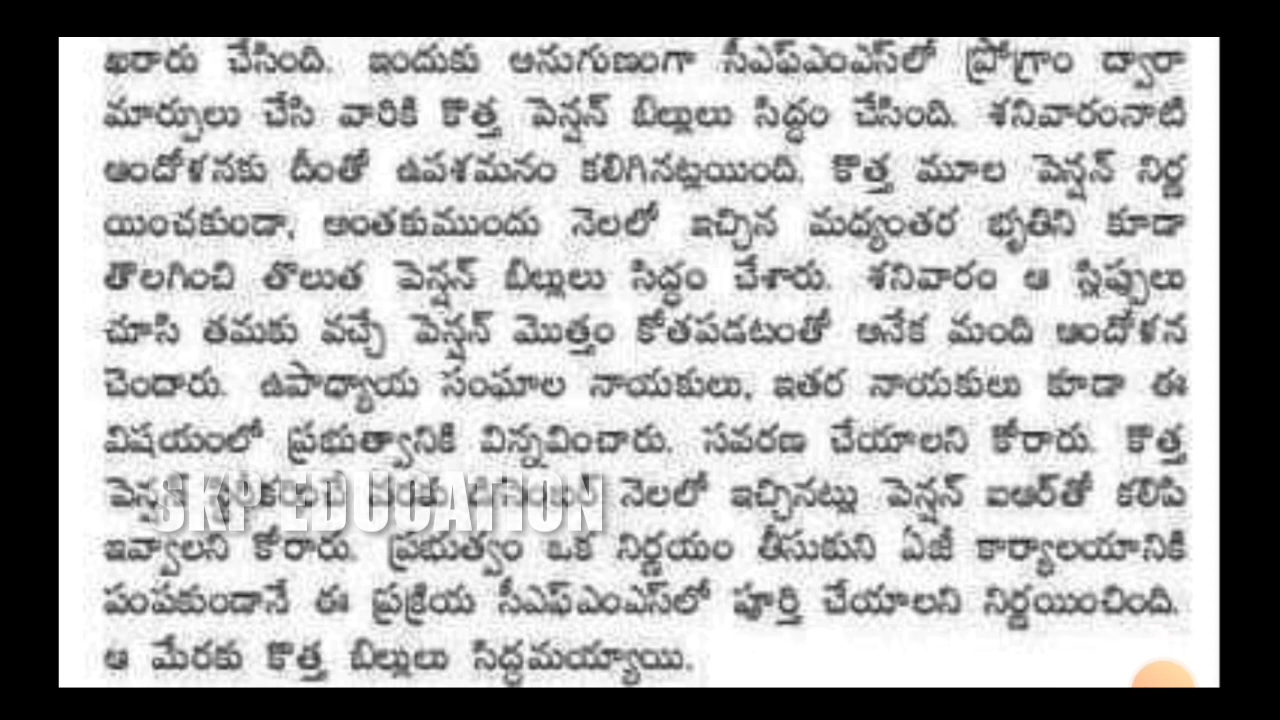 ఖరారు చేసింది. ఇందుకు అనుగుణంగా సీఎఫ్ఎంఎస్‌లో ప్రోగ్రాం ద్వారా
మార్పులు చేసి వారికి కొత్త పెన్షన్ బిల్లులు సిద్ధం చేసింది. శనివారంనాటి
ఆందోళనకు దీంతో ఉపశమనం కలిగినట్లయింది. కొత్త మూల పెన్షన్ నిర్ణ
యించకుండా, అంతకుముందు నెలలో ఇచ్చిన మధ్యంతర భృతిని కూడా
తొలగించి తొలుత పెన్షన్ బిల్లులు సిద్ధం చేశారు. శనివారం ఆ స్లిప్పులు
చూసి తమకు వచ్చే పెన్షన్ మొత్తం కోతపడటంతో అనేక మంది ఆందోళన
చెందారు. ఉపాధ్యాయ సంఘాల నాయకులు, ఇతర నాయకులు కూడా ఈ
విషయంలో ప్రభుత్వానికి విన్నవించారు. సవరణ చేయాలని కోరారు. కొత్త
పెన్షన్ నెలలో ఇచ్చినట్లు పెన్షన్ ఐఆర్‌తో కలిపి
SKP EDUCATION
ఇవ్వాలని కోరారు. ప్రభుత్వం ఒక నిర్ణయం తీసుకుని ఏజీ కార్యాలయానికి
పంపకుండానే ఈ ప్రక్రియ సీఎఫ్ఎంఎస్‌లో పూర్తి చేయాలని నిర్ణయించింది.
ఆ మేరకు కొత్త బిల్లులు సిద్ధమయ్యాయి.